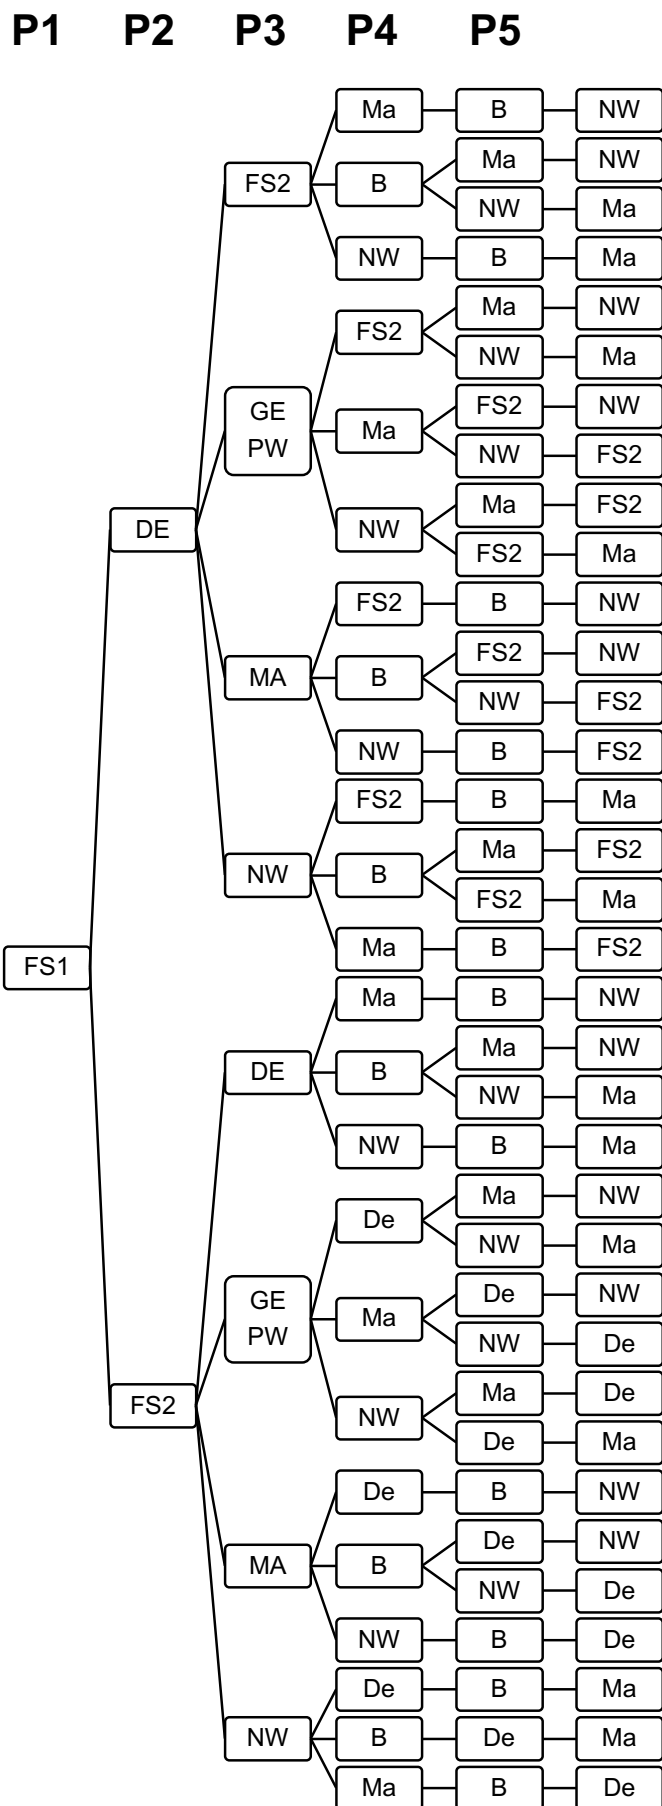 P1 P2 P3 P4 P5
Ma B NW
Ma NW
FS2 B
NW Ma
NW B Ma
Ma NW
FS2
NW Ma
GE
PW
FS2 NW
Ma
NW FS2
Ma FS2
DE NW
FS2 Ma
FS2 B NW
FS2 NW
MA B
NW FS2
NW B FS2
FS2 B Ma
Ma FS2
NW B
FS2 Ma
Ma B FS2
FS1
Ma B NW
Ma NW
DE B
NW Ma
NW B Ma
Ma NW
De
NW Ma
GE
PW
De NW
Ma
NW De
Ma De
FS2 NW
De Ma
De B NW
De NW
MA B
NW De
NW B De
De B Ma
NW B De Ma
Ma B De